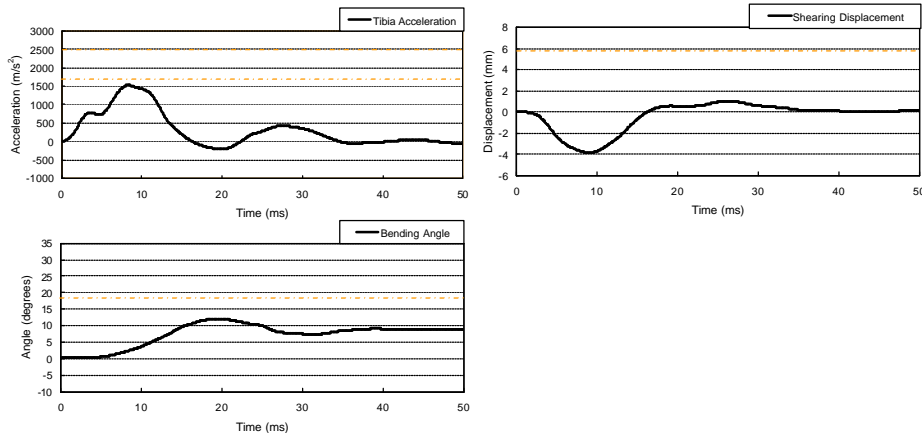 Tibia Acceleration
3000
2500
2000
1500
1000
500
0
-500
-1000
Acceleration (m/s²)
0 10 20 30 40 50
Time (ms)
Shearing Displacement
8
6
4
2
0
-2
-4
-6
Displacement (mm)
0 10 20 30 40 50
Time (ms)
Bending Angle
35
30
25
20
15
10
5
0
-5
-10
Angle (degrees)
0 10 20 30 40 50
Time (ms)